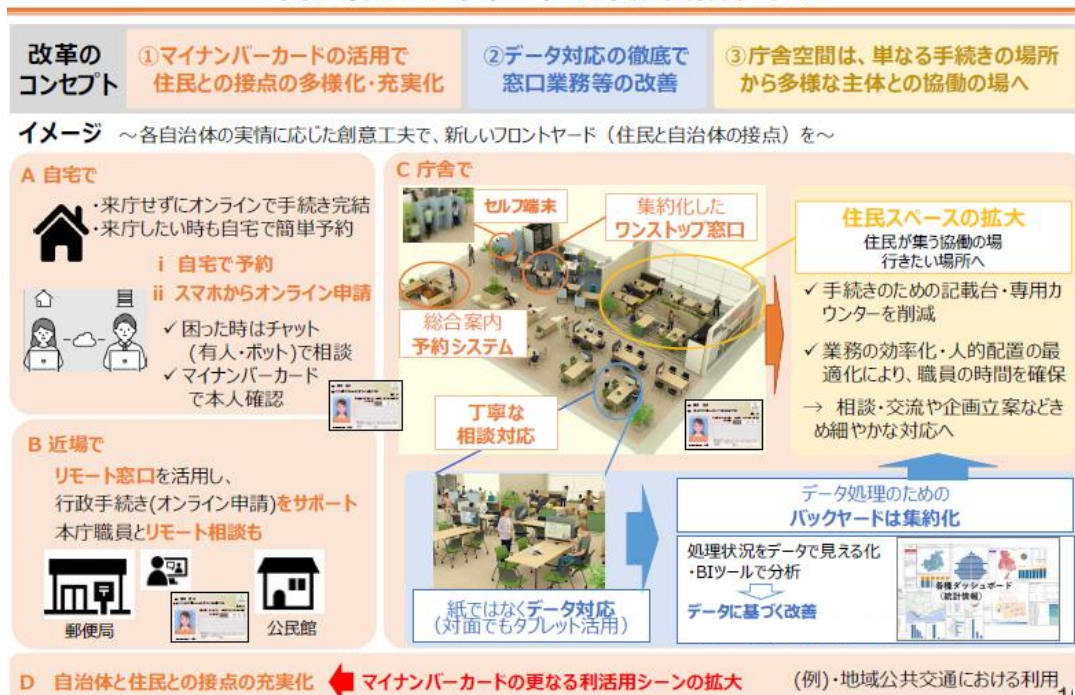 改革の
コンセプト
①マイナンバーカードの活用で
住民との接点の多様化・充実化
②データ対応の徹底で
窓口業務等の改善
③庁舎空間は、単なる手続きの場所
から多様な主体との協働の場へ
イメージ ～各自治体の実情に応じた創意工夫で、新しいフロントヤード（住民と自治体の接点）を～
A 自宅で
・来庁せずにオンラインで手続き完結
・来庁したい時も自宅で簡単予約
ⅰ 自宅で予約
ⅱ スマホからオンライン申請
✓ 困った時はチャット
(有人・ボット)で相談
✓ マイナンバーカード
で本人確認
B 近場で
リモート窓口を活用し、
行政手続き(オンライン申請)をサポート
本庁職員とリモート相談も
郵便局
公民館
C 庁舎で
セルフ端末
集約化した
ワンストップ窓口
総合案内
予約システム
丁寧な
相談対応
住民スペースの拡大
住民が集う協働の場
行きたい場所へ
✓ 手続きのための記載台・専用カ
ウンターを削減
✓ 業務の効率化・人的配置の最
適化により、職員の時間を確保
→ 相談・交流や企画立案などき
め細やかな対応へ
紙ではなくデータ対応
(対面でもタブレット活用)
データ処理のための
バックヤードは集約化
処理状況をデータで見える化
・BIツールで分析
データに基づく改善
各種ダッシュボード
(統計情報)
D 自治体と住民との接点の充実化
マイナンバーカードの更なる利活用シーンの拡大
(例)・地域公共交通における利用